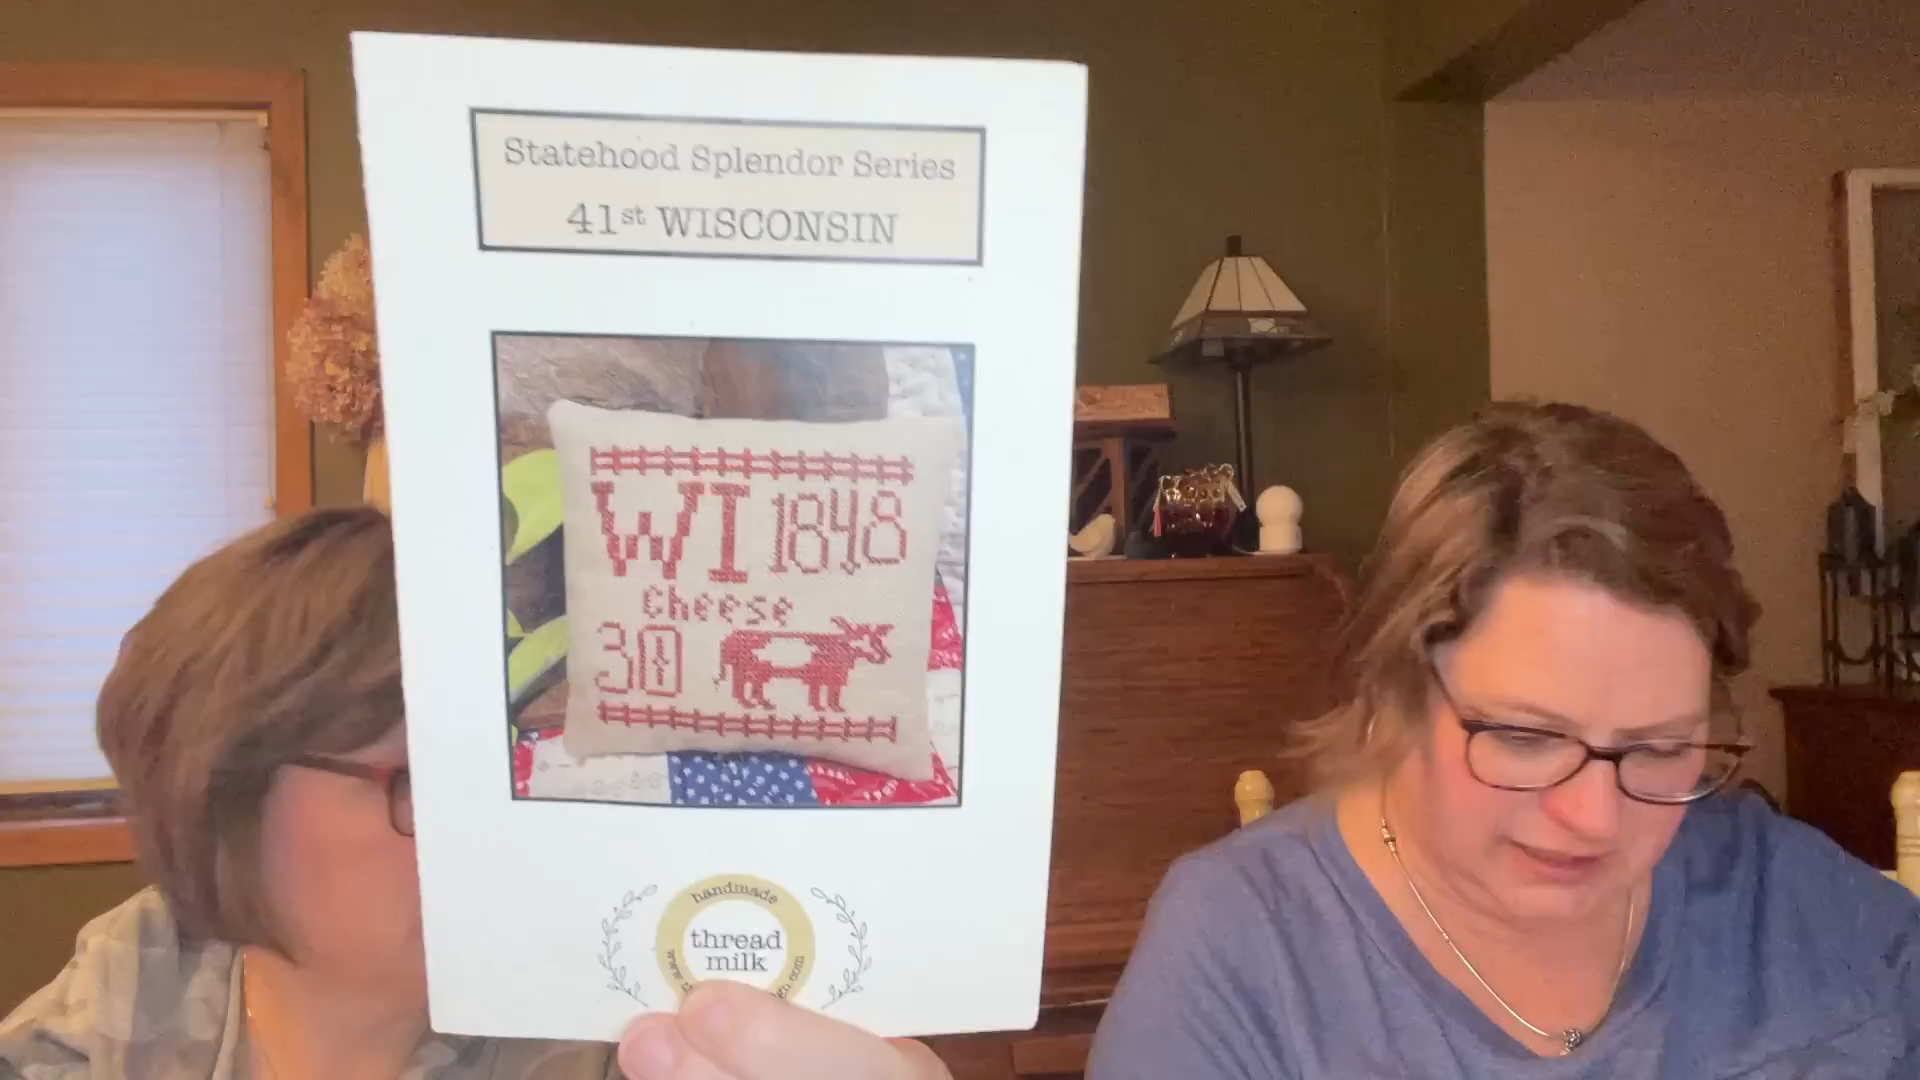 Statehood Splendor Series
41st WISCONSIN
WI 1848
cheese
30
handmade
thread
milk